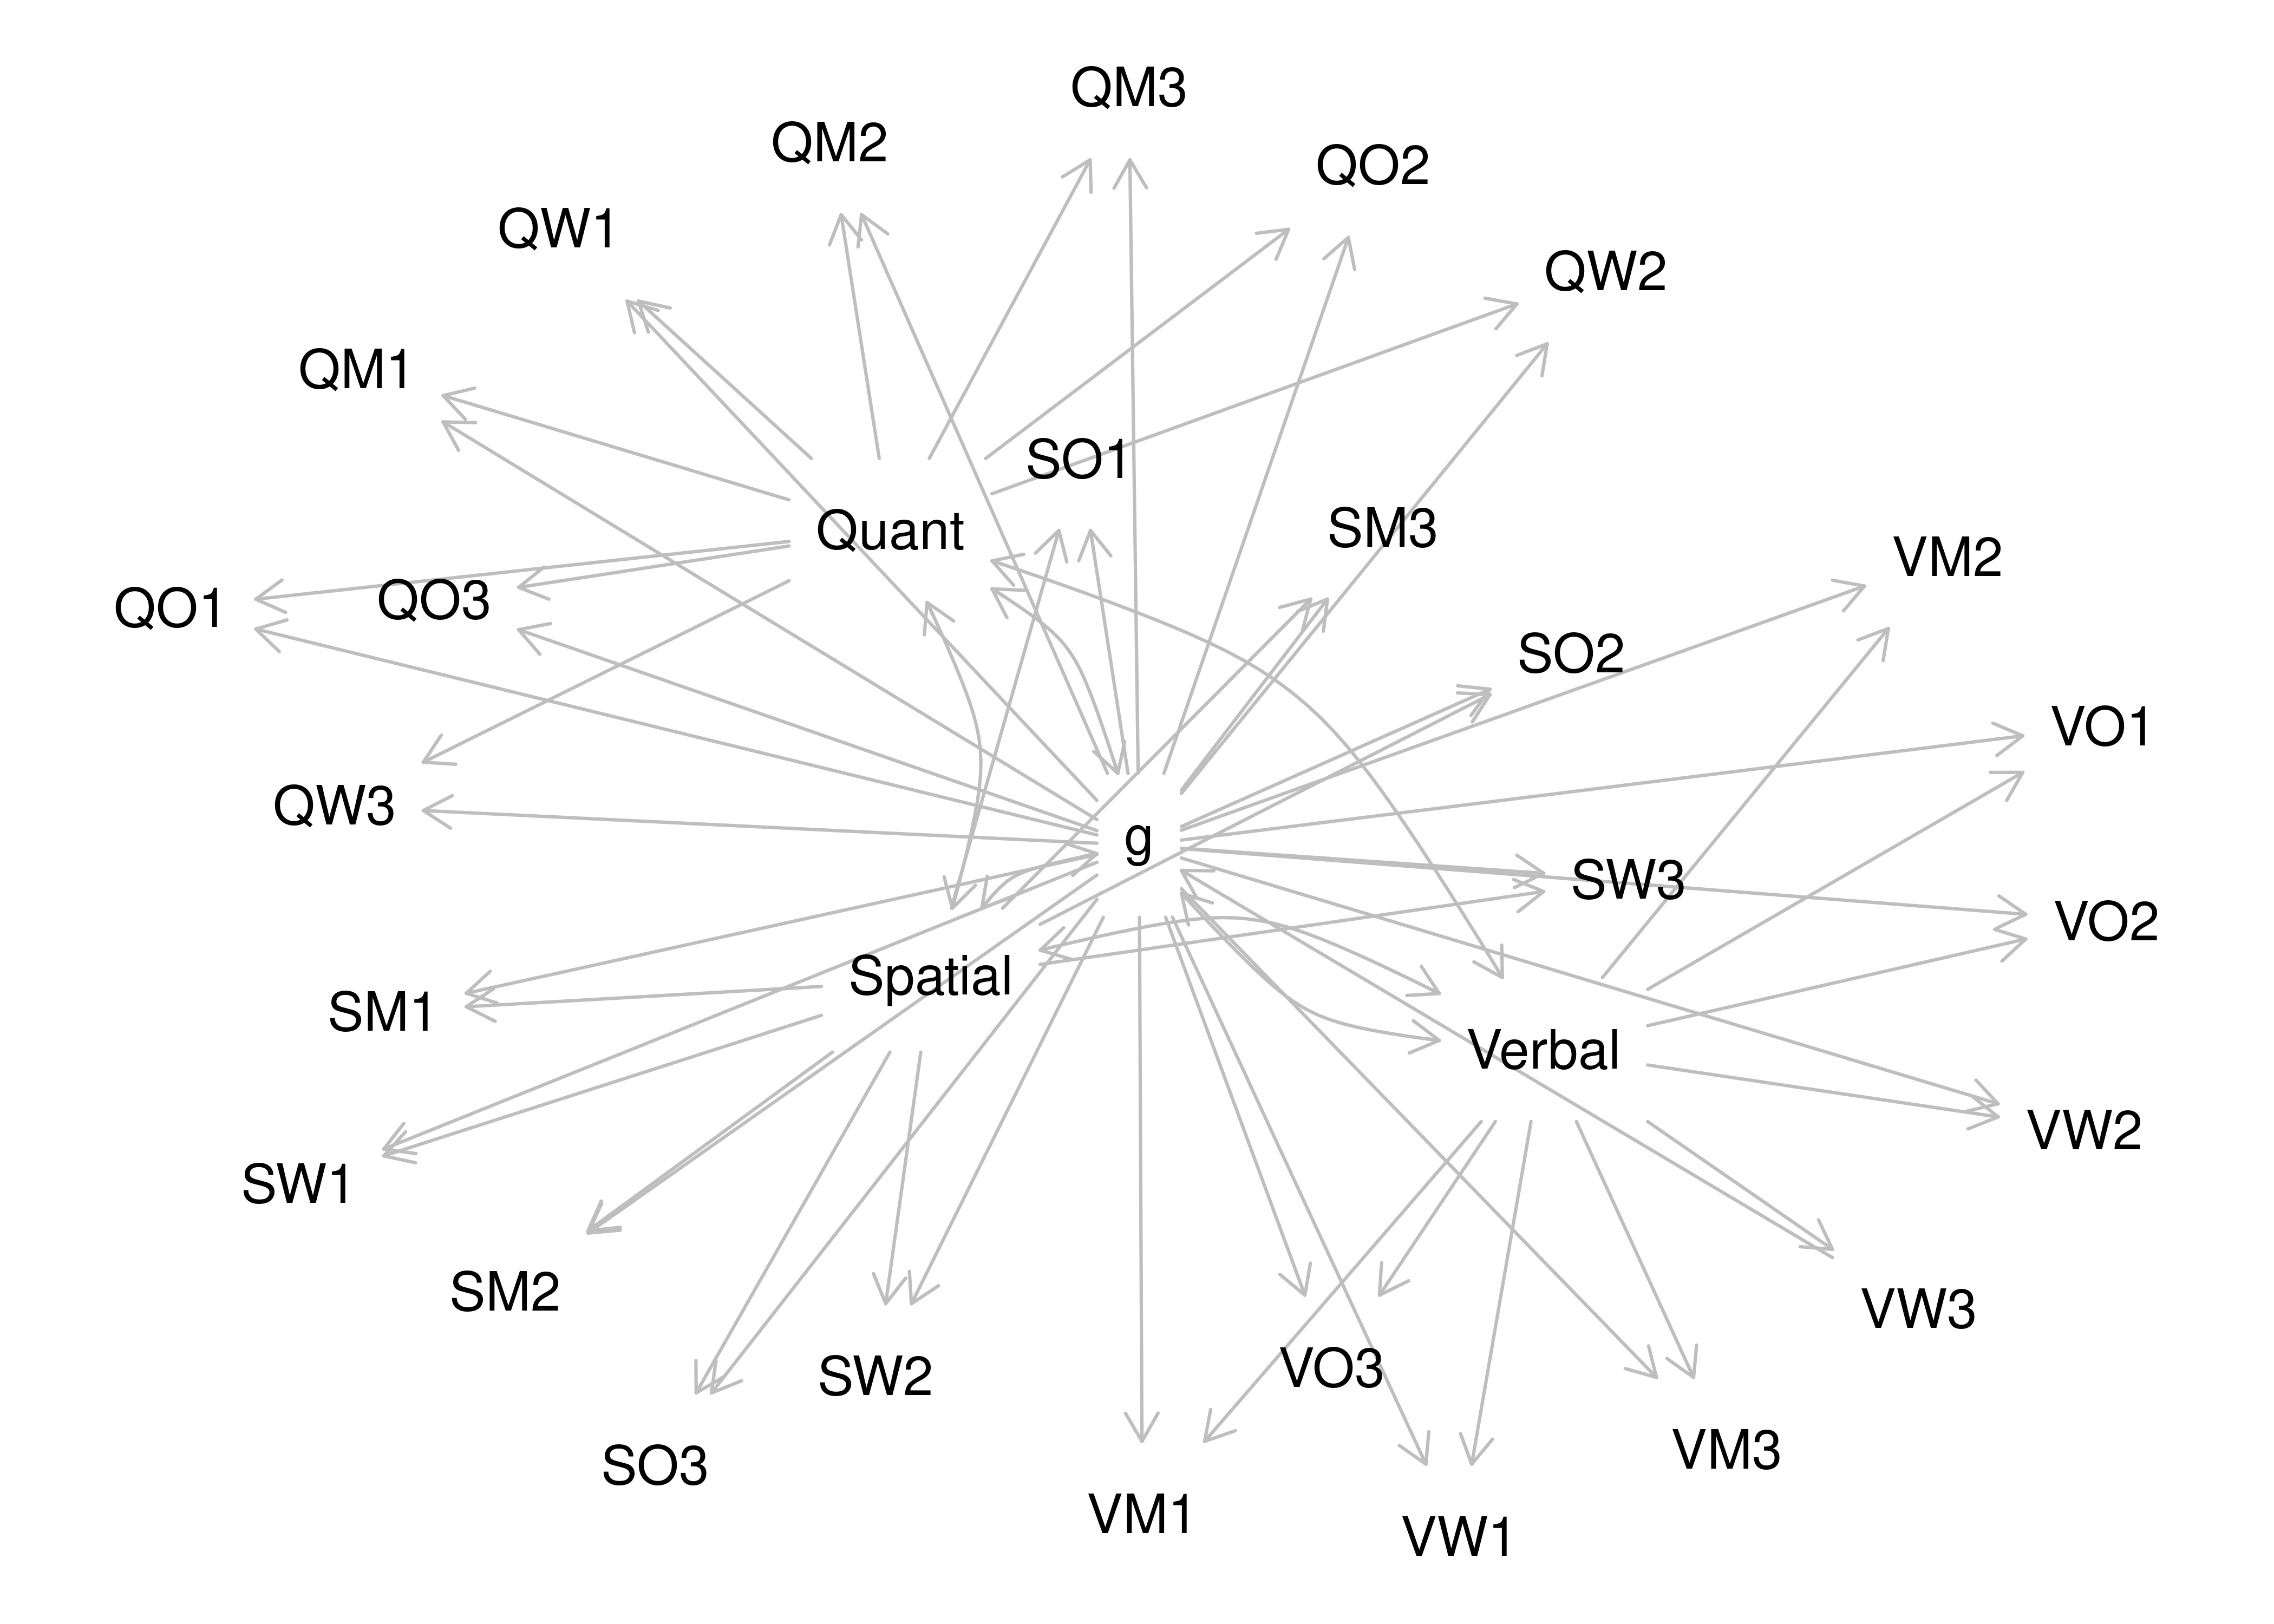 QM3
QM2
QO2
QW1
QW2
QM1
SO1
Quant
SM3
VM2
QO1
QO3
SO2
VO1
QW3
g
SW3
VO2
Spatial
SM1
Verbal
VW2
SW1
SM2
VW3
SW2
VO3
SO3
VM3
VM1
VW1